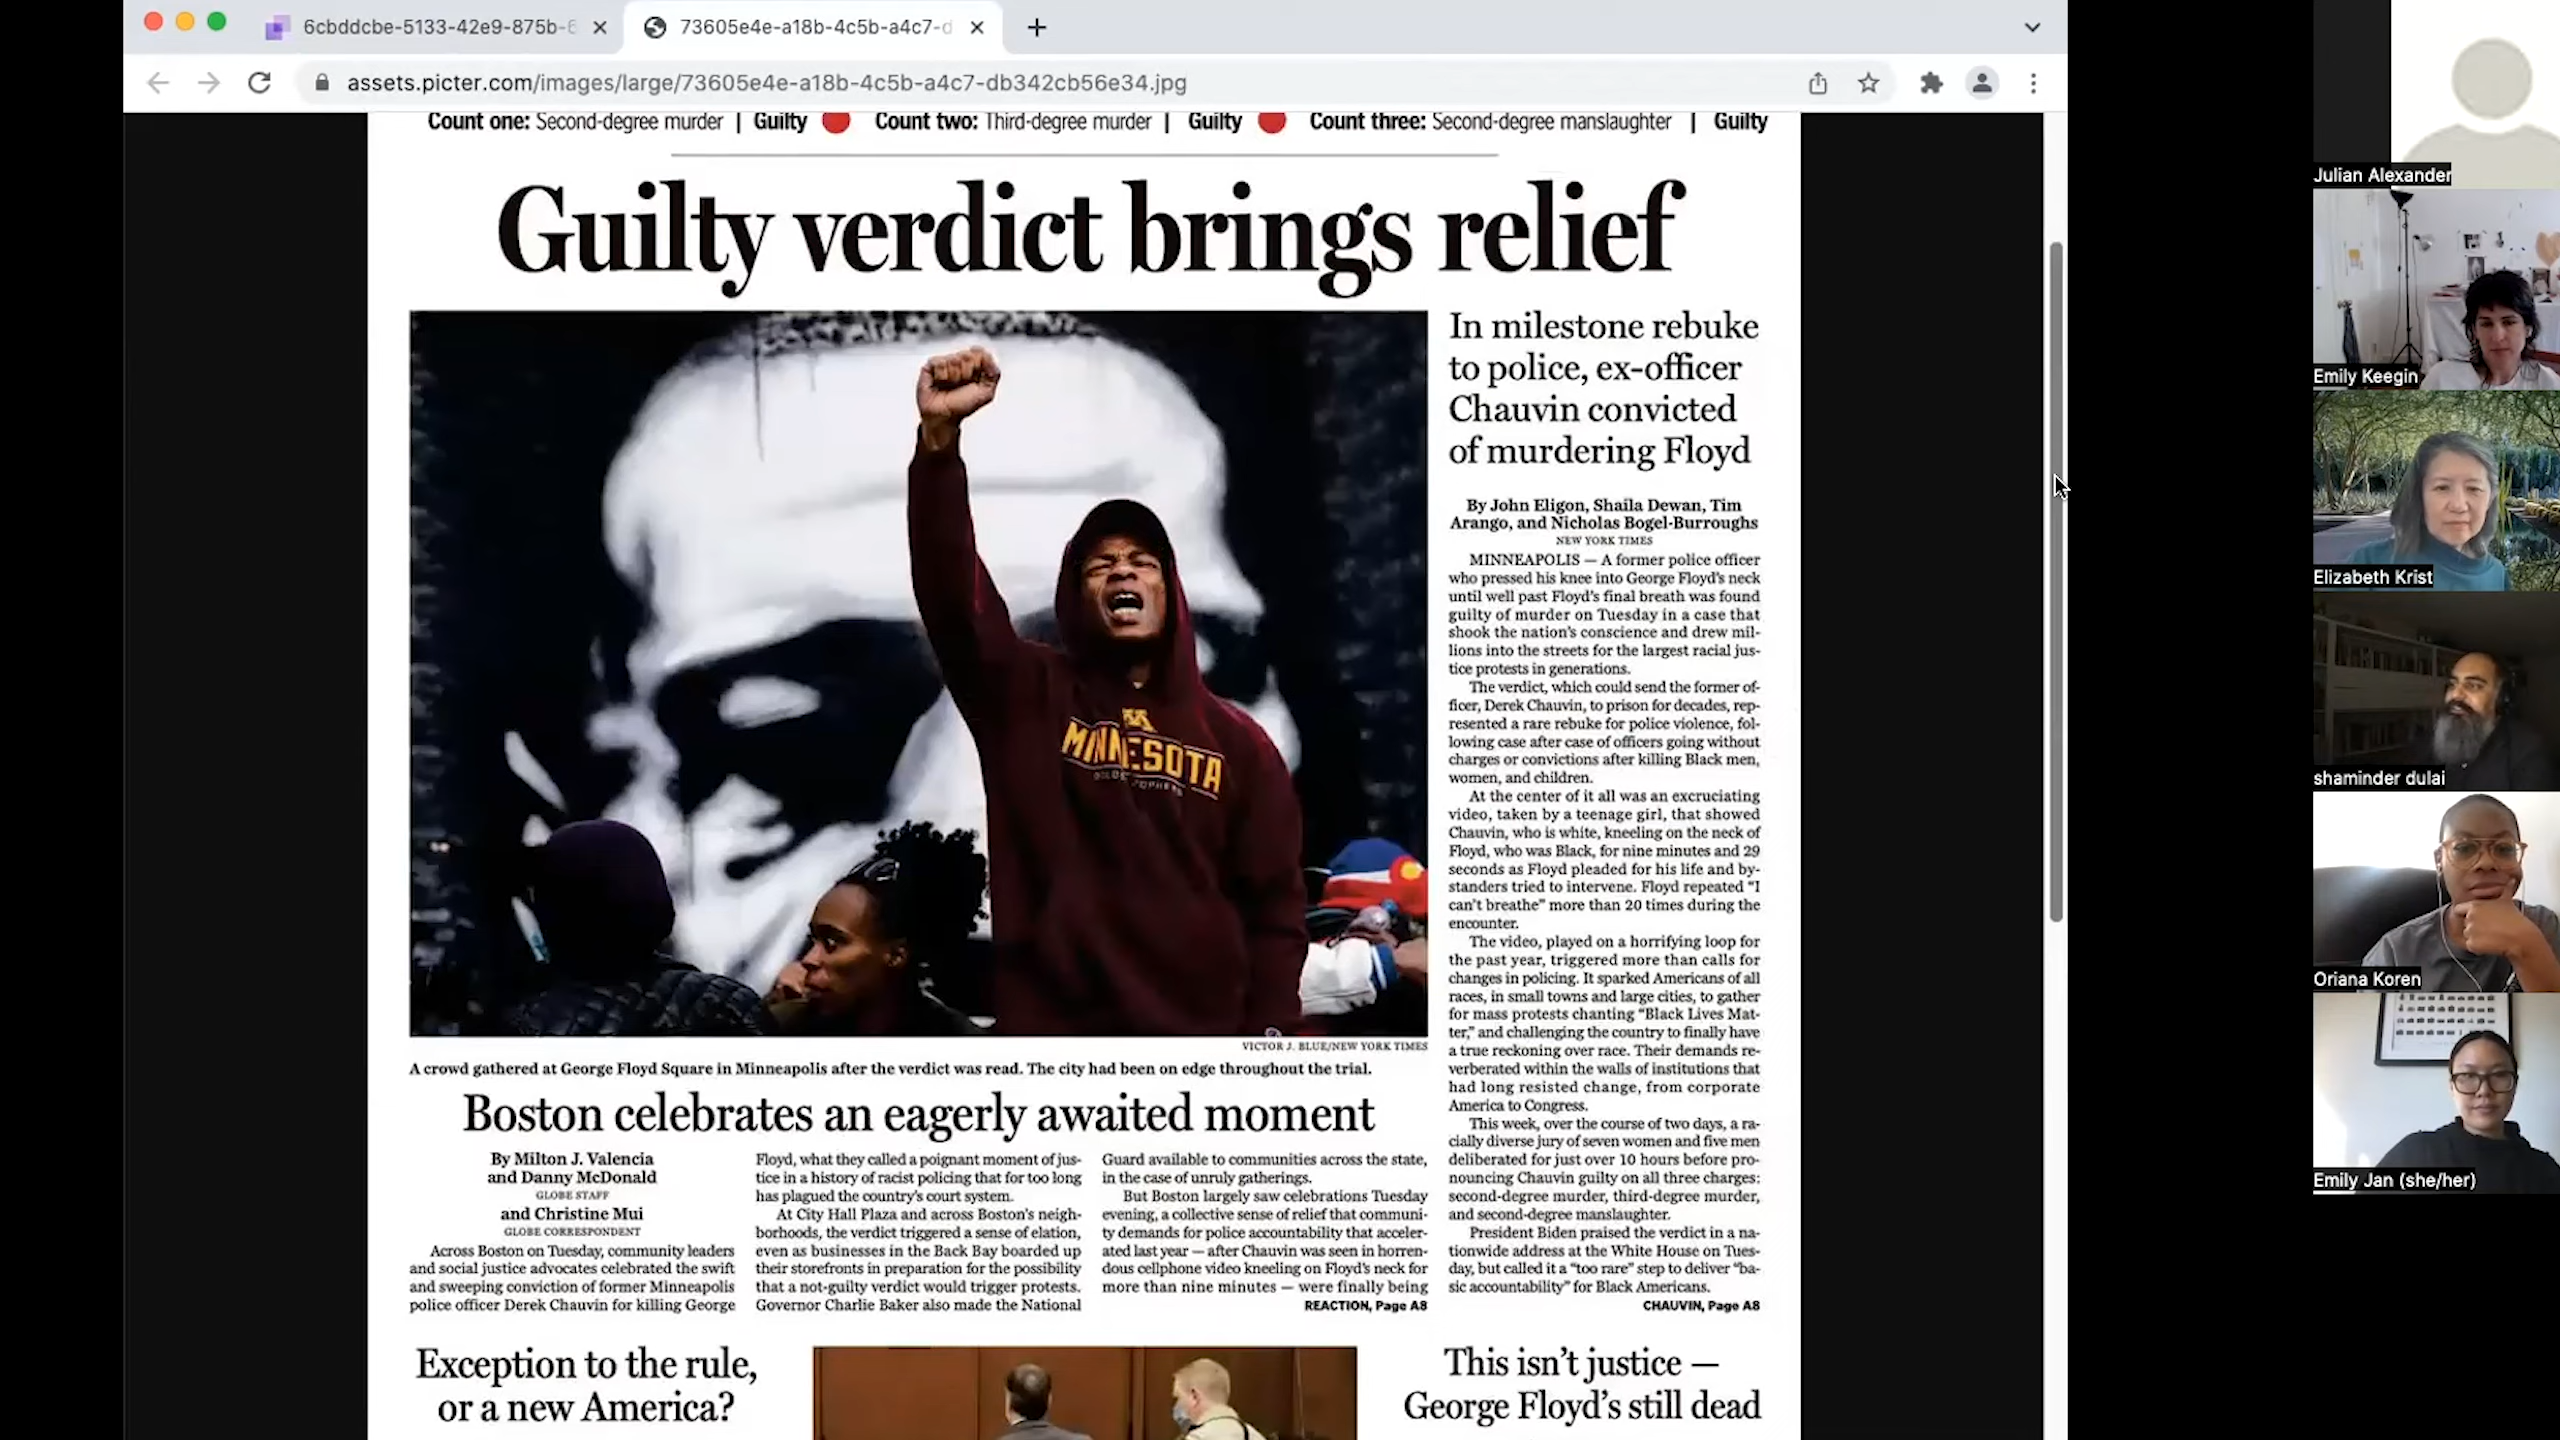 6cbddcbe-5133-42e9-875b-6
73605e4e-a18b-4c5b-a4c7-d
assets.picter.com/images/large/73605e4e-a18b-4c5b-a4c7-db342cb56e34.jpg
Count one: Second-degree murder | Guilty Count two: Third-degree murder | Guilty Count three: Second-degree manslaughter | Guilty
Guilty verdict brings relief
M
MINNESOTA
VICTOR J. BLUE/NEW YORK TIMES
A crowd gathered at George Floyd Square in Minneapolis after the verdict was read. The city had been on edge throughout the trial.
In milestone rebuke
to police, ex-officer
Chauvin convicted
of murdering Floyd
By John Eligon, Shaila Dewan, Tim
Arango, and Nicholas Bogel-Burroughs
NEW YORK TIMES
MINNEAPOLIS — A former police officer
who pressed his knee into George Floyd's neck
until well past Floyd's final breath was found
guilty of murder on Tuesday in a case that
shook the nation's conscience and drew mil-
lions into the streets for the largest racial jus-
tice protests in generations.
The verdict, which could send the former of-
ficer, Derek Chauvin, to prison for decades, rep-
resented a rare rebuke for police violence, fol-
lowing case after case of officers going without
charges or convictions after killing Black men,
women, and children.
At the center of it all was an excruciating
video, taken by a teenage girl, that showed
Chauvin, who is white, kneeling on the neck of
Floyd, who was Black, for nine minutes and 29
seconds as Floyd pleaded for his life and by-
standers tried to intervene. Floyd repeated "I
can't breathe" more than 20 times during the
encounter.
The video, played on a horrifying loop for
the past year, triggered more than calls for
changes in policing. It sparked Americans of all
races, in small towns and large cities, to gather
for mass protests chanting "Black Lives Mat-
ter," and challenging the country to finally have
a true reckoning over race. Their demands re-
verberated within the walls of institutions that
had long resisted change, from corporate
America to Congress.
This week, over the course of two days, a ra-
cially diverse jury of seven women and five men
deliberated for just over 10 hours before pro-
nouncing Chauvin guilty on all three charges:
second-degree murder, third-degree murder,
and second-degree manslaughter.
President Biden praised the verdict in a na-
tionwide address at the White House on Tues-
day, but called it a "too rare" step to deliver "ba-
sic accountability" for Black Americans.
CHAUVIN, Page A8
Boston celebrates an eagerly awaited moment
By Milton J. Valencia
and Danny McDonald
GLOBE STAFF
and Christine Mui
GLOBE CORRESPONDENT
Across Boston on Tuesday, community leaders
and social justice advocates celebrated the swift
and sweeping conviction of former Minneapolis
police officer Derek Chauvin for killing George
Floyd, what they called a poignant moment of jus-
tice in a history of racist policing that for too long
has plagued the country's court system.
At City Hall Plaza and across Boston's neigh-
borhoods, the verdict triggered a sense of elation,
even as businesses in the Back Bay boarded up
their storefronts in preparation for the possibility
that a not-guilty verdict would trigger protests.
Governor Charlie Baker also made the National
Guard available to communities across the state,
in the case of unruly gatherings.
But Boston largely saw celebrations Tuesday
evening, a collective sense of relief that communi-
ty demands for police accountability that acceler-
ated last year — after Chauvin was seen in horren-
dous cellphone video kneeling on Floyd's neck for
more than nine minutes — were finally being
REACTION, Page A8
Exception to the rule,
or a new America?
This isn't justice —
George Floyd's still dead
Julian Alexander
Emily Keegin
Elizabeth Krist
shaminder dulai
Oriana Koren
Emily Jan (she/her)